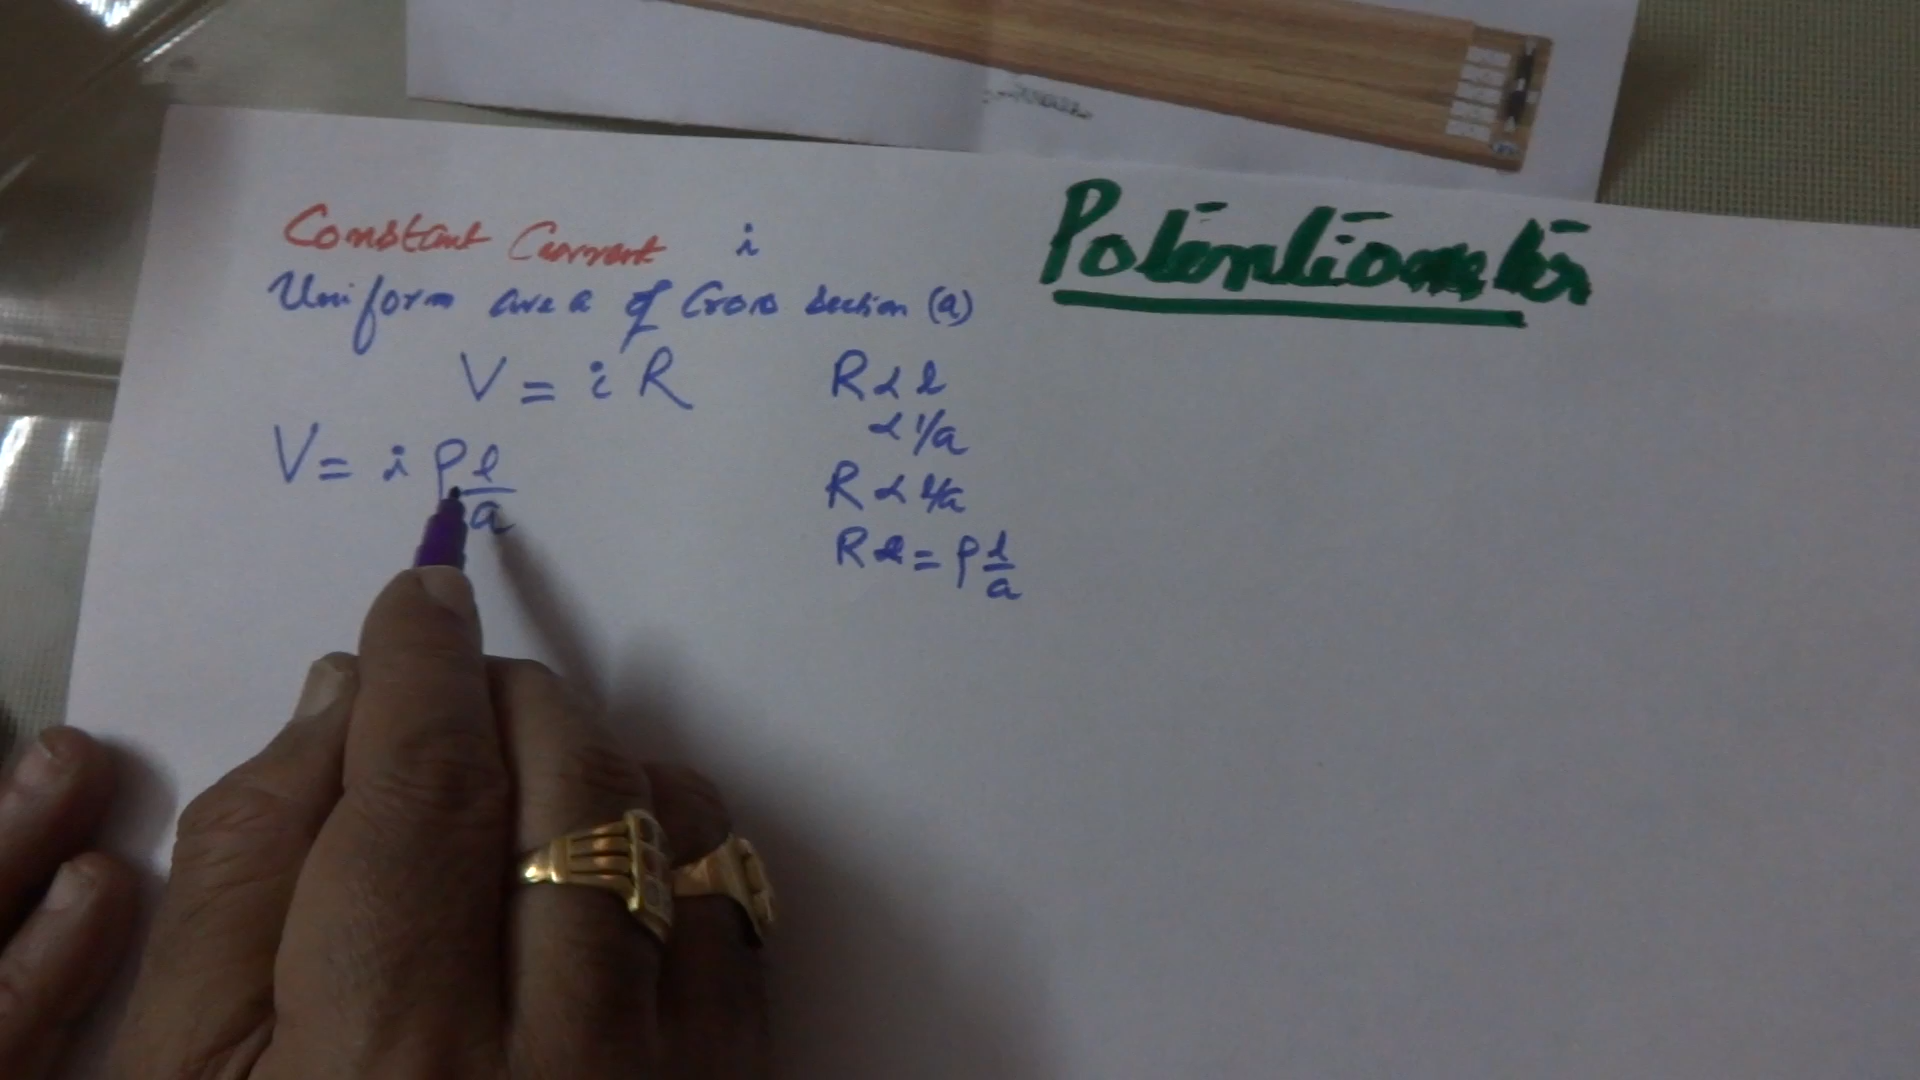 Potentiometer
Constant Current i
Uniform area of Cross Section (a)
V = i R
R α l
α 1/a
V = i ρ l/a
R α l/a
R = ρ l/a